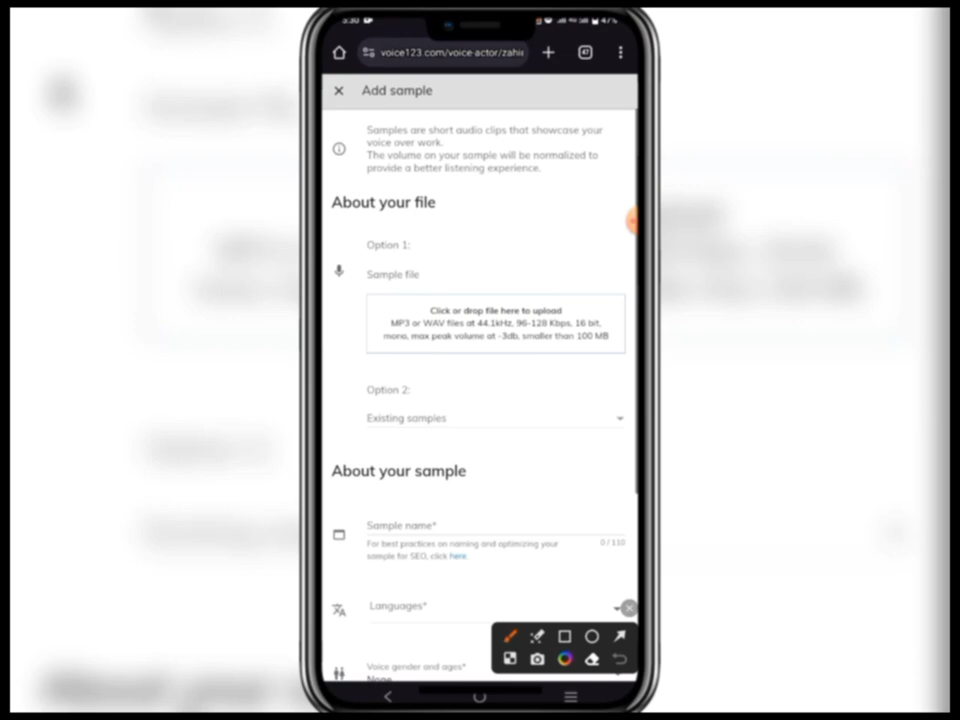 voice123.com/voice-actor/zahir
47
Add sample
Samples are short audio clips that showcase your
voice over work.
The volume on your sample will be normalized to
provide a better listening experience.
About your file
Option 1:
Sample file
Click or drop file here to upload
MP3 or WAV files at 44.1kHz, 96-128 Kbps, 16 bit,
mono, max peak volume at -3db, smaller than 100 MB
Option 2:
Existing samples
About your sample
Sample name*
For best practices on naming and optimizing your
0 / 110
sample for SEO, click here.
Languages*
Voice gender and ages*
None